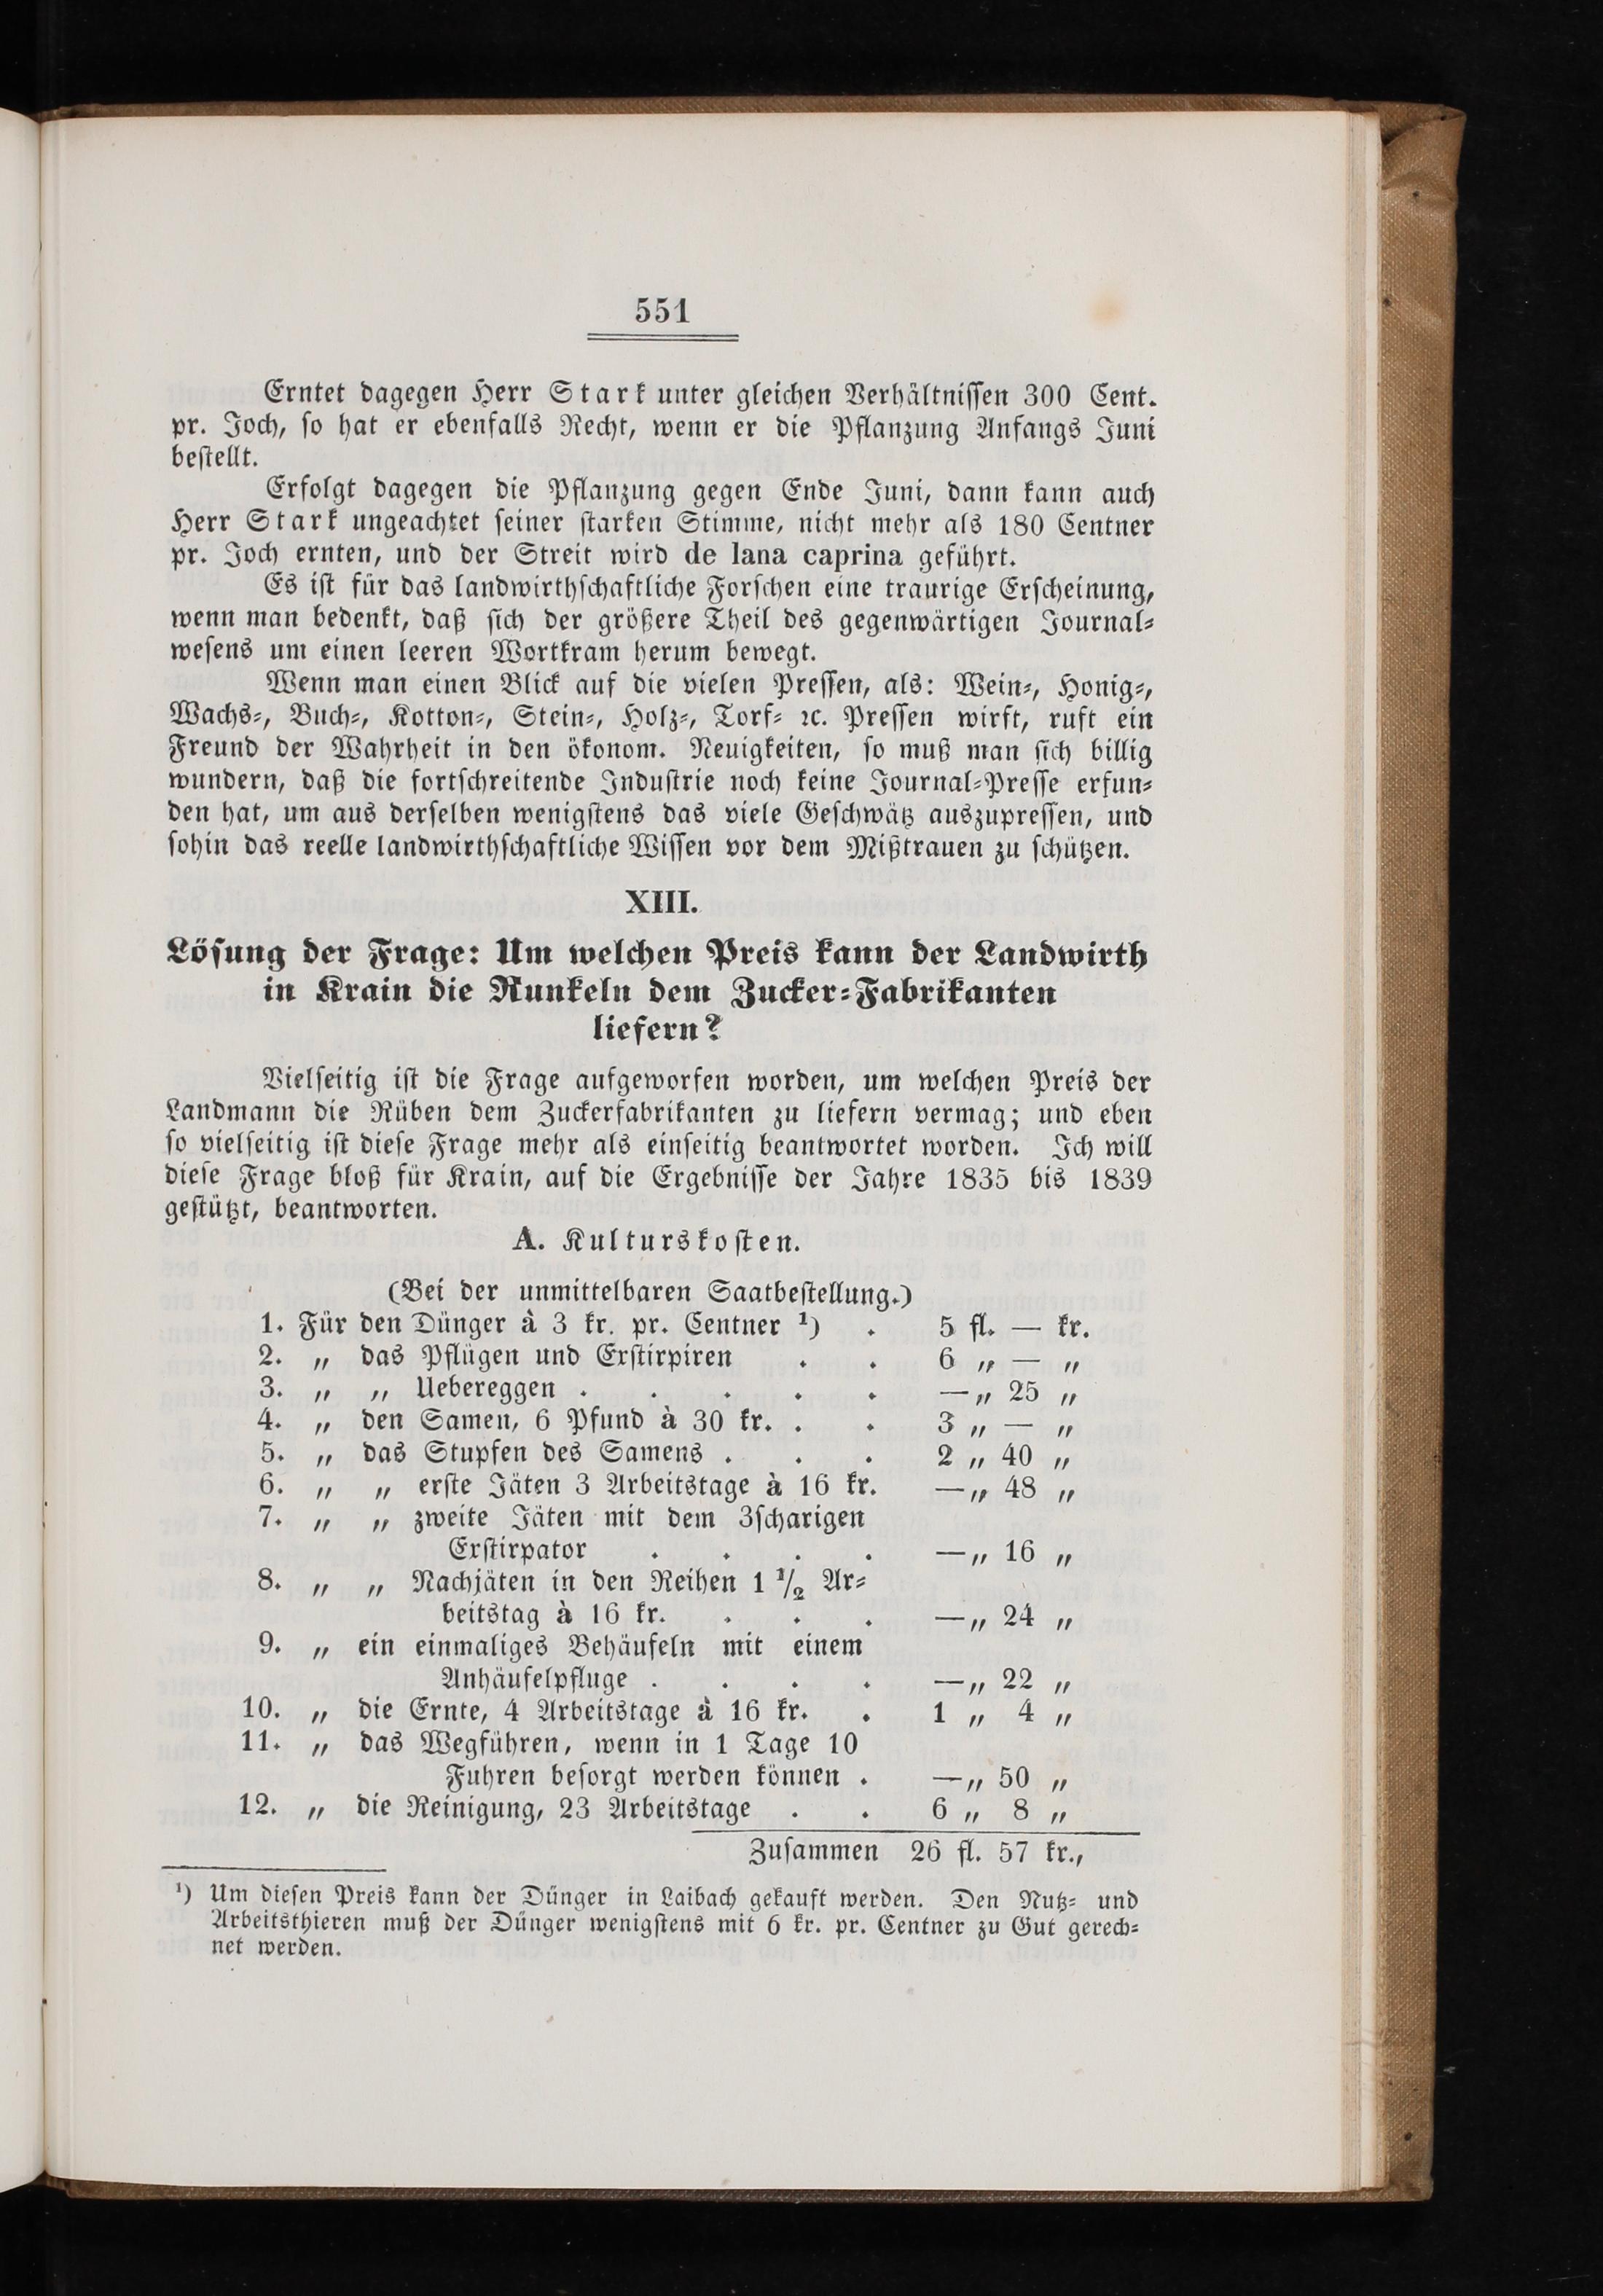 551
Erntet dagegen Herr Stark unter gleichen Verhältnissen 300 Cent.
pr. Joch, so hat er ebenfalls Recht, wenn er die Pflanzung Anfangs Juni
bestellt.
Erfolgt dagegen die Pflanzung gegen Ende Juni, dann kann auch
Herr Stark ungeachtet seiner starken Stimme, nicht mehr als 180 Centner
pr. Joch ernten, und der Streit wird de lana caprina geführt.
Es ist für das landwirthschaftliche Forschen eine traurige Erscheinung,
wenn man bedenkt, daß sich der größere Theil des gegenwärtigen Journal-
wesens um einen leeren Wortkram herum bewegt.
Wenn man einen Blick auf die vielen Pressen, als: Wein-, Honig-,
Wachs-, Buch-, Kotton-, Stein-, Holz-, Torf- ꝛc. Pressen wirft, ruft ein
Freund der Wahrheit in den ökonom. Neuigkeiten, so muß man sich billig
wundern, daß die fortschreitende Industrie noch keine Journal-Presse erfun-
den hat, um aus derselben wenigstens das viele Geschwätz auszupressen, und
sohin das reelle landwirthschaftliche Wissen vor dem Mißtrauen zu schützen.
XIII.
Lösung der Frage: Um welchen Preis kann der Landwirth
in Krain die Runkeln dem Zucker-Fabrikanten
liefern?
Vielseitig ist die Frage aufgeworfen worden, um welchen Preis der
Landmann die Rüben dem Zuckerfabrikanten zu liefern vermag; und eben
so vielseitig ist diese Frage mehr als einseitig beantwortet worden. Ich will
diese Frage bloß für Krain, auf die Ergebnisse der Jahre 1835 bis 1839
gestützt, beantworten.
A. Kulturskosten.
(Bei der unmittelbaren Saatbestellung.)
1. Für den Dünger à 3 kr. pr. Centner ¹) . 5 fl. — kr.
2. „ das Pflügen und Erstirpiren . . 6 „ — „
3. „ „ Uebereggen . . . . . — „ 25 „
4. „ den Samen, 6 Pfund à 30 kr. . . 3 „ — „
5. „ das Stupfen des Samens . . . 2 „ 40 „
6. „ „ erste Jäten 3 Arbeitstage à 16 kr. — „ 48 „
7. „ „ zweite Jäten mit dem 3scharigen
Erstirpator . . . . — „ 16 „
8. „ „ Nachjäten in den Reihen 1 ½ Ar-
beitstag à 16 kr. . . . — „ 24 „
9. „ ein einmaliges Behäufeln mit einem
Anhäufelpfluge . . . . — „ 22 „
10. „ die Ernte, 4 Arbeitstage à 16 kr. . 1 „ 4 „
11. „ das Wegführen, wenn in 1 Tage 10
Fuhren besorgt werden können . — „ 50 „
12. „ die Reinigung, 23 Arbeitstage . . 6 „ 8 „
Zusammen 26 fl. 57 kr.,
¹) Um diesen Preis kann der Dünger in Laibach gekauft werden. Den Nutz- und
Arbeitsthieren muß der Dünger wenigstens mit 6 kr. pr. Centner zu Gut gerech-
net werden.